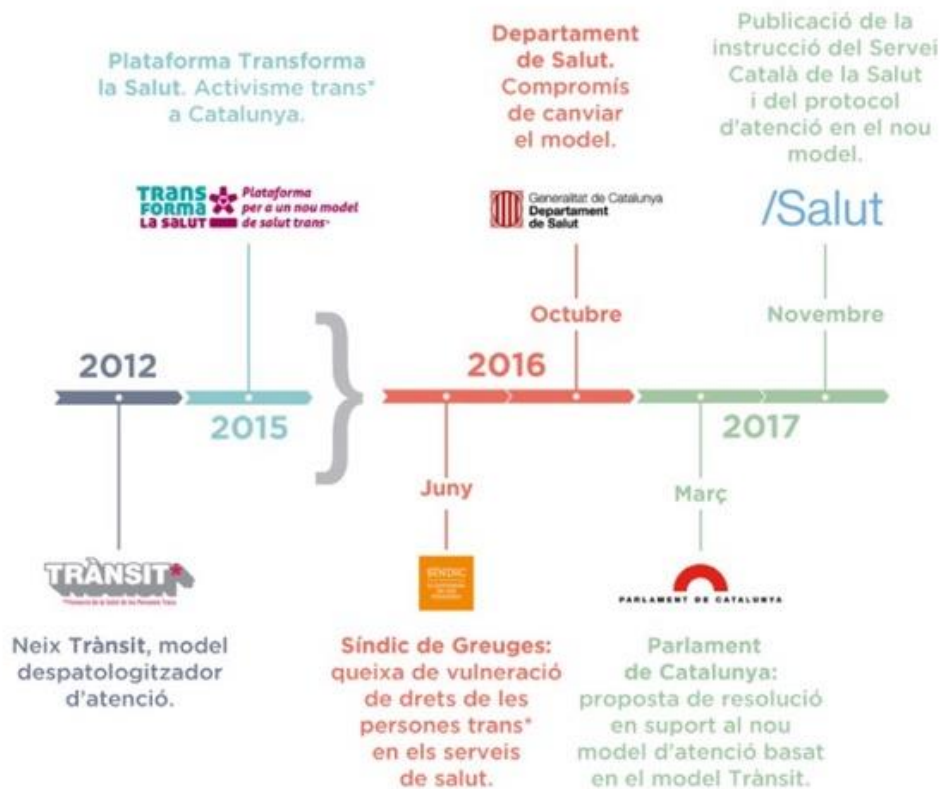 Plataforma Transforma
la Salut. Activisme trans*
a Catalunya.
TRANS
FORMA
LA SALUT
Plataforma
per a un nou model
de salut trans*
Departament
de Salut.
Compromís
de canviar
el model.
Generalitat de Catalunya
Departament
de Salut
Publicació de la
instrucció del Servei
Català de la Salut
i del protocol
d'atenció en el nou
model.
/Salut
Octubre
Novembre
2012
2015
2016
2017
Juny
Març
TRÀNSIT*
Neix Trànsit, model
despatologitzador
d'atenció.
SÍNDIC
Síndic de Greuges:
queixa de vulneració
de drets de les
persones trans*
en els serveis
de salut.
PARLAMENT DE CATALUNYA
Parlament
de Catalunya:
proposta de resolució
en suport al nou
model d'atenció basat
en el model Trànsit.